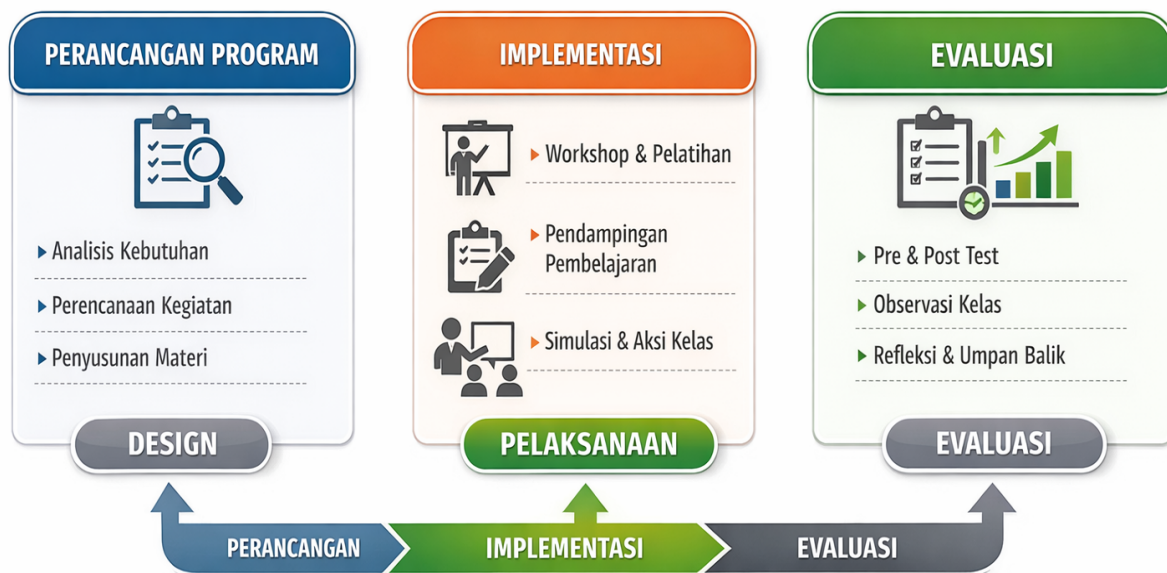 PERANCANGAN PROGRAM
Analisis Kebutuhan
Perencanaan Kegiatan
Penyusunan Materi
DESIGN
IMPLEMENTASI
Workshop & Pelatihan
Pendampingan
Pembelajaran
Simulasi & Aksi Kelas
PELAKSANAAN
EVALUASI
Pre & Post Test
Observasi Kelas
Refleksi & Umpan Balik
EVALUASI
PERANCANGAN
IMPLEMENTASI
EVALUASI